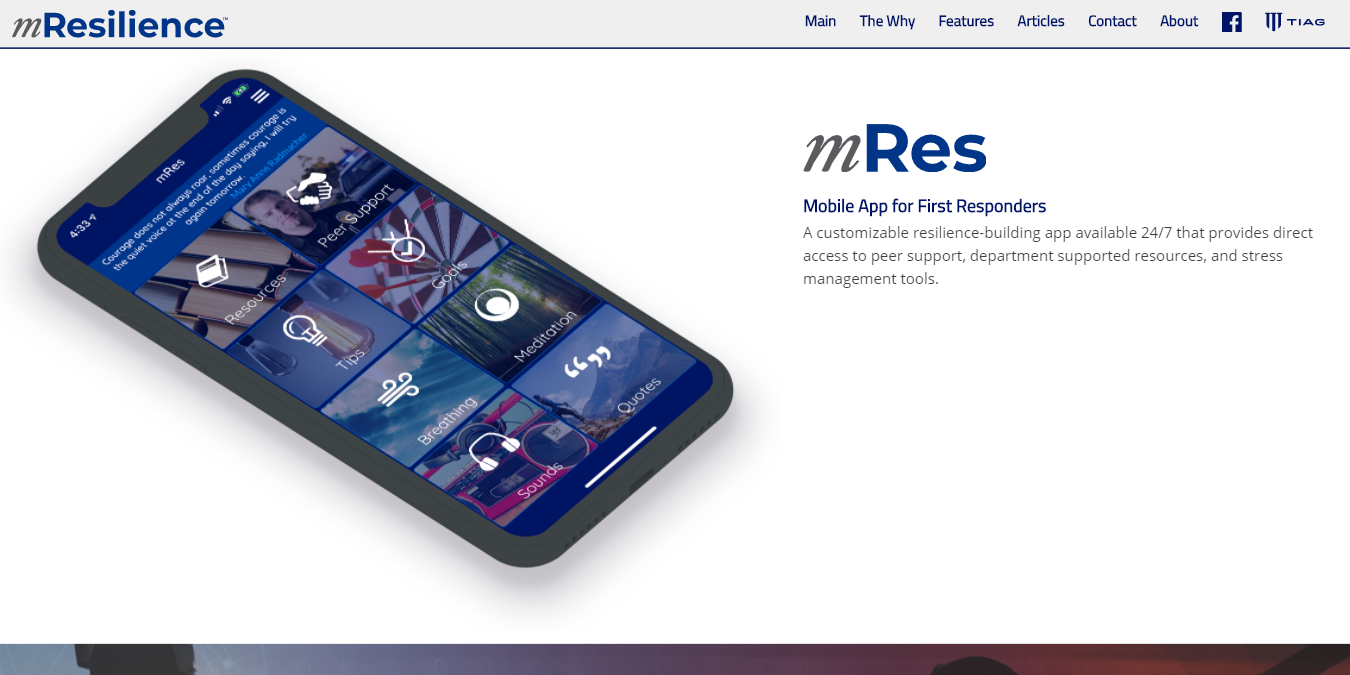 mResilience™
Main
The Why
Features
Articles
Contact
About
TIAG
4:33
mRes
Courage does not always roar, sometimes courage is
the quiet voice at the end of the day saying, I will try
again tomorrow.
Mary Anne Radmacher
Resources
Peer Support
Tips
Goals
Breathing
Meditation
Sounds
Quotes
mRes
Mobile App for First Responders
A customizable resilience-building app available 24/7 that provides direct
access to peer support, department supported resources, and stress
management tools.